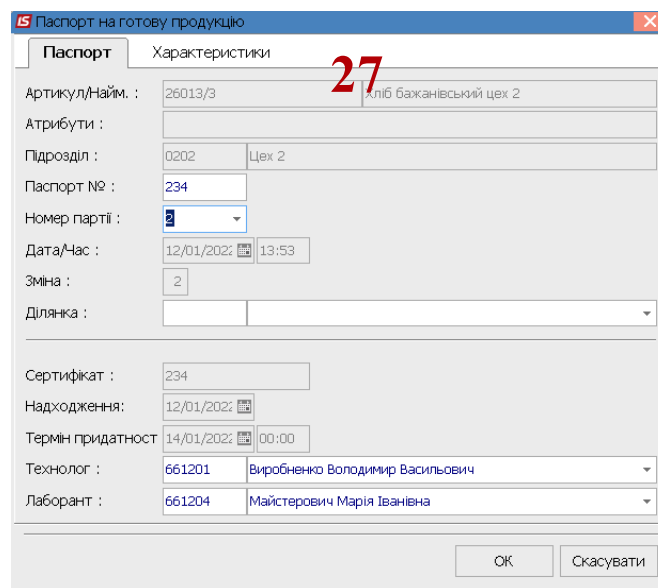 IS Паспорт на готову продукцію
Паспорт Характеристики
27
Артикул/Найм. : 26013/3 Хліб бажанівський цех 2
Атрибути :
Підрозділ : 0202 Цех 2
Паспорт № : 234
Номер партії : 2
Дата/Час : 12/01/2022 13:53
Зміна : 2
Ділянка :
Сертифікат : 234
Надходження: 12/01/2022
Термін придатност 14/01/2022 00:00
Технолог : 661201 Виробненко Володимир Васильович
Лаборант : 661204 Майстерович Марія Іванівна
ОК Скасувати